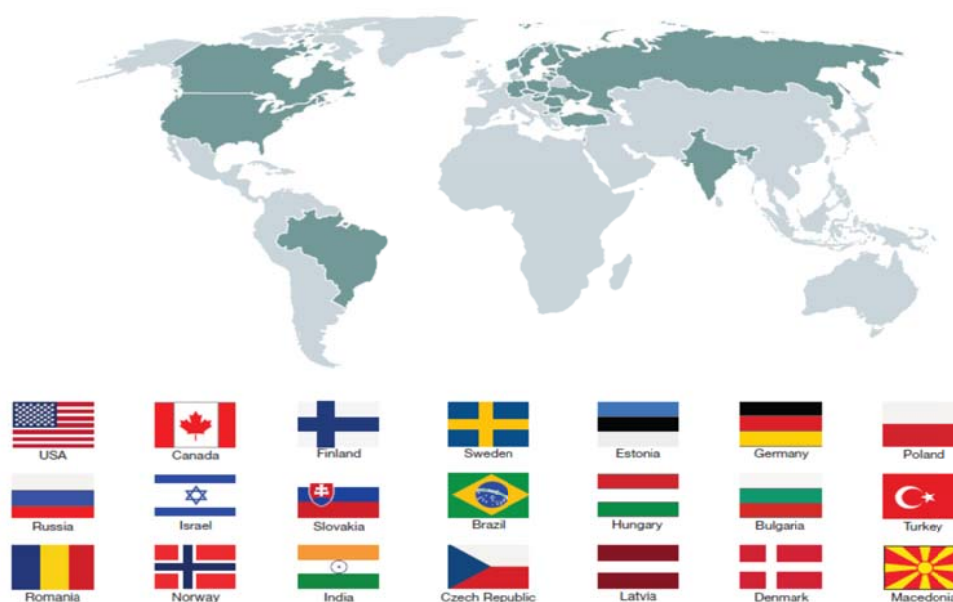 USA Canada Finland Sweden Estonia Germany Poland
Russia Israel Slovakia Brazil Hungary Bulgaria Turkey
Romania Norway India Czech Republic Latvia Denmark Macedonia